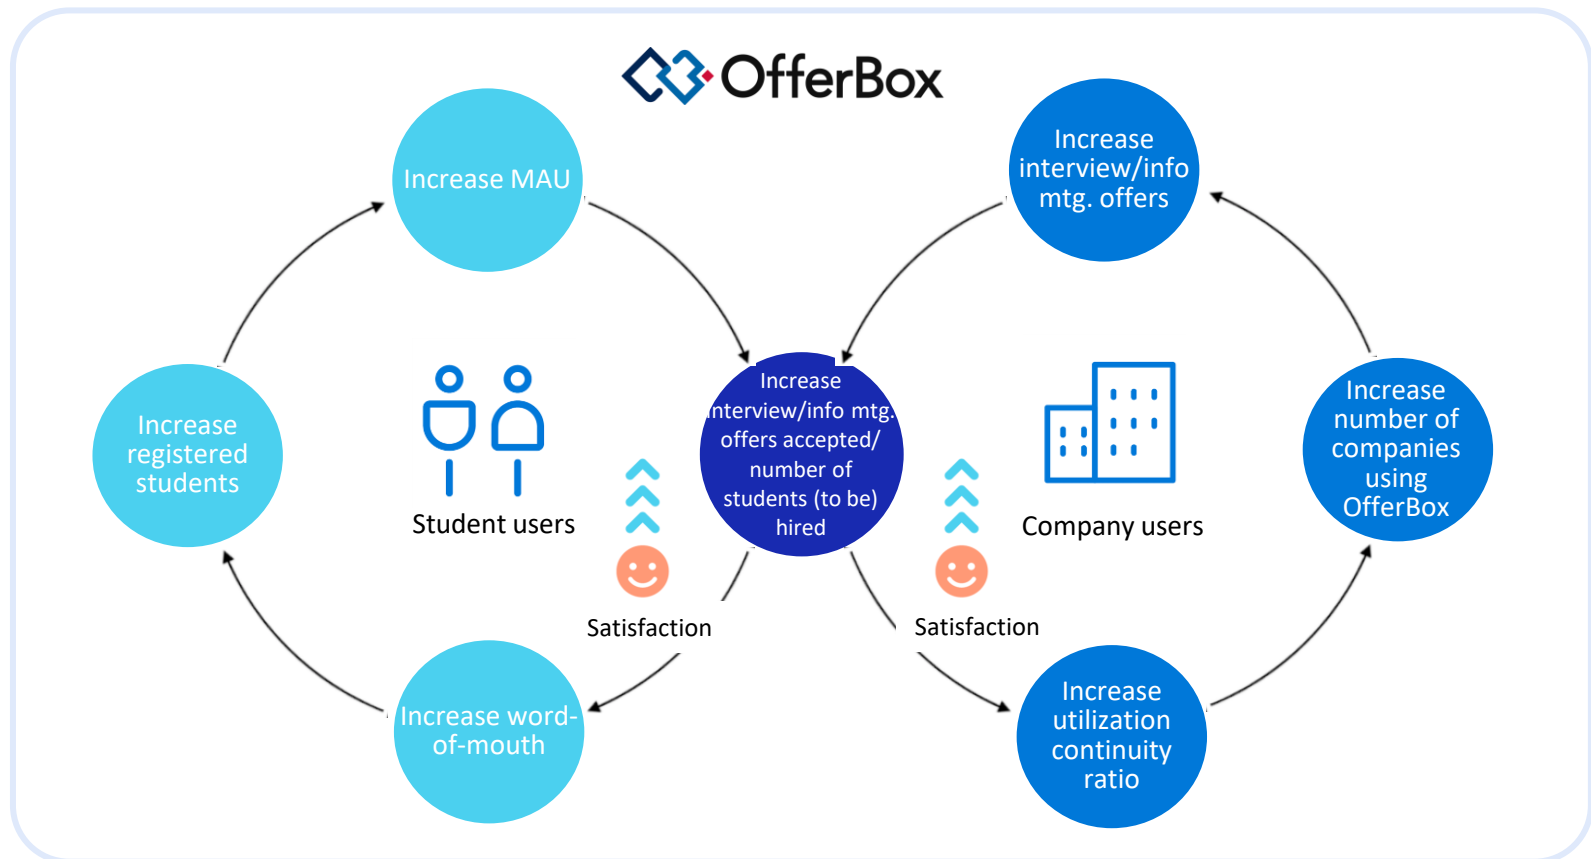 OfferBox
Increase MAU
Increase
interview/info
mtg. offers
Increase
registered
students
Student users
Increase
interview/info mtg.
offers accepted/
number of
students (to be)
hired
Company users
Increase
number of
companies
using
OfferBox
Satisfaction
Satisfaction
Increase word-
of-mouth
Increase
utilization
continuity
ratio